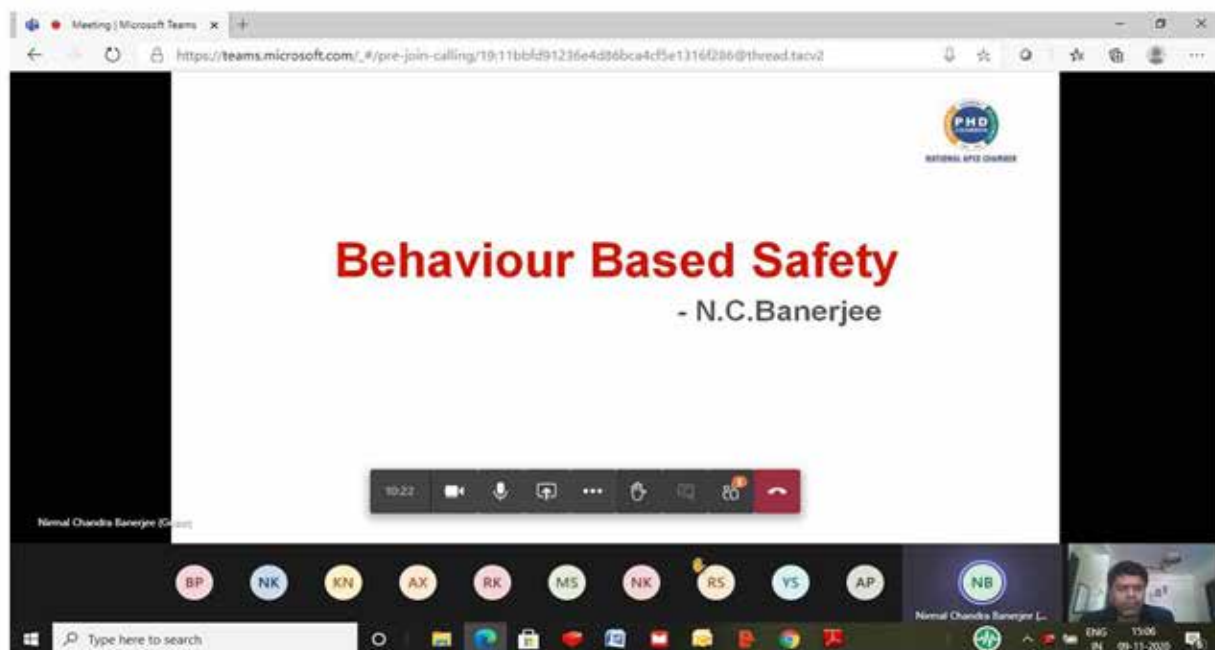 Meeting | Microsoft Teams
https://teams.microsoft.com/_#/pre-join-calling/19:11bbfd91236e4d86bca4cf5e1316f286@thread.tacv2
PHD
NATIONAL APEX CHAMBER
Behaviour Based Safety
- N.C.Banerjee
10:22
Nirmal Chandra Banerjee (Guest)
BP NK KN AX RK MS NK RS YS AP NB
Nirmal Chandra Banerjee (...
Type here to search
ENG 15:06
IN 09-11-2020